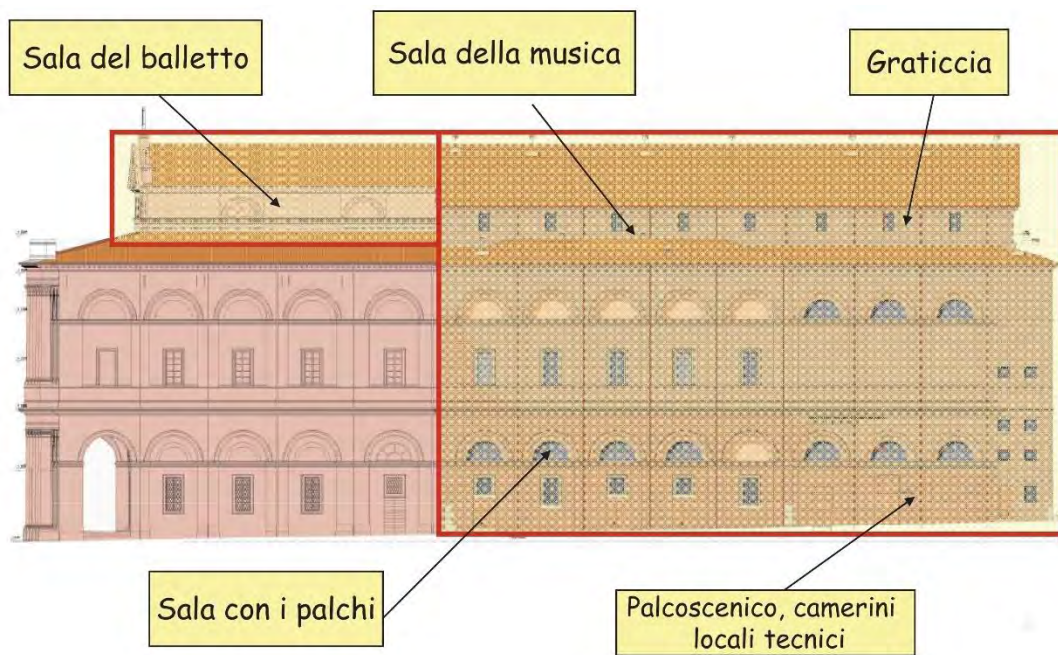 Sala del balletto
Sala della musica
Graticcia
Sala con i palchi
Palcoscenico, camerini
locali tecnici